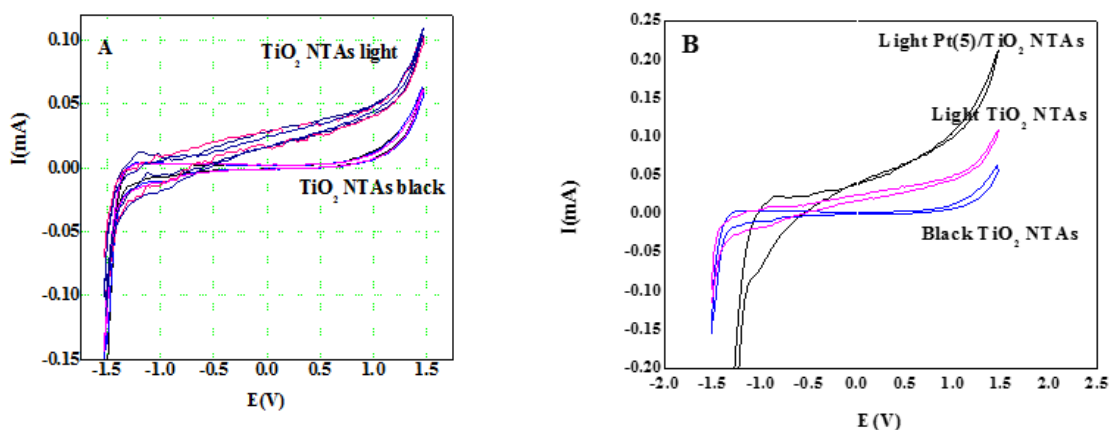 A
TiO₂ NTAs light
TiO₂ NTAs black
I(mA)
0.10
0.05
0.00
-0.05
-0.10
-0.15
-1.5 -1.0 -0.5 0.0 0.5 1.0 1.5
E(V)
B
Light Pt(5)/TiO₂ NTAs
Light TiO₂ NTAs
Black TiO₂ NTAs
I(mA)
0.25
0.20
0.15
0.10
0.05
0.00
-0.05
-0.10
-0.15
-0.20
-2.0 -1.5 -1.0 -0.5 0.0 0.5 1.0 1.5 2.0 2.5
E (V)